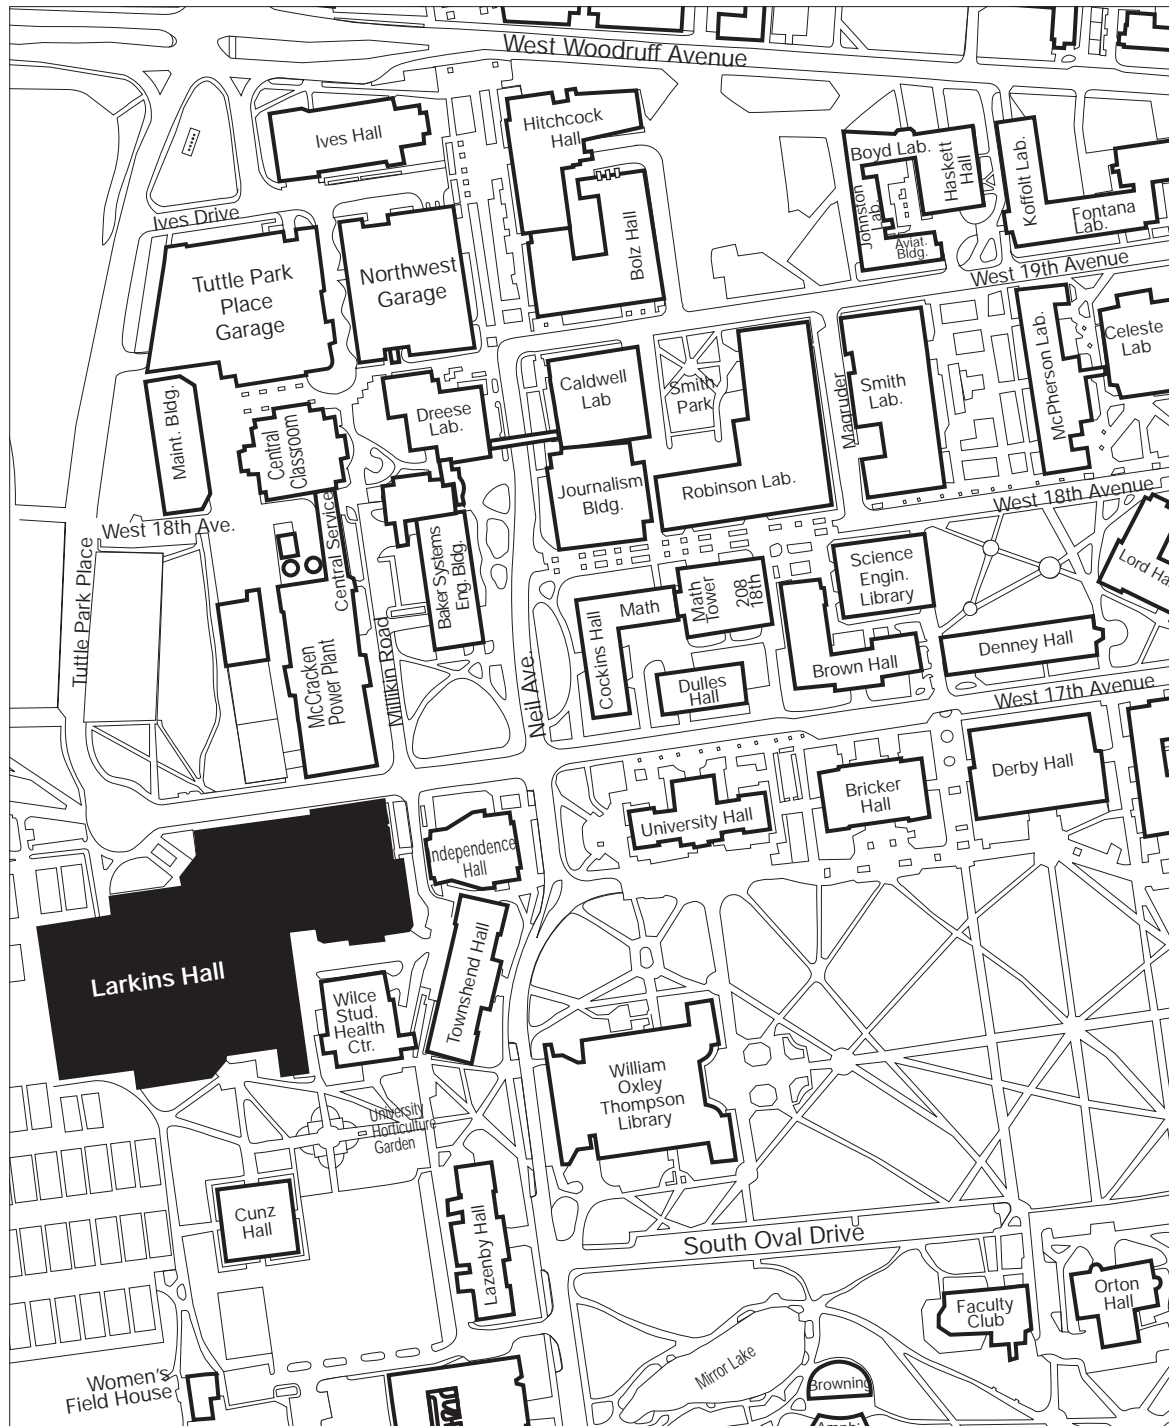 West Woodruff Avenue
Ives Hall
Hitchcock
Hall
Boyd Lab.
Haskett
Hall
Koffolt Lab.
Johnston
Lab.
Aviat.
Bldg.
Fontana
Lab.
Ives Drive
Bolz Hall
West 19th Avenue
Tuttle Park
Place
Garage
Northwest
Garage
Caldwell
Lab
Smith
Park
Magruder
Smith
Lab.
McPherson Lab.
Celeste
Lab
Maint. Bldg.
Central
Classroom
Dreese
Lab.
Journalism
Bldg.
Robinson Lab.
West 18th Avenue
West 18th Ave.
Central Service
Baker Systems
Eng. Bldg.
Science
Engin.
Library
Lord Ha
Tuttle Park Place
Math
Math
Tower
208
18th
Cockins Hall
Dulles
Hall
Brown Hall
Denney Hall
McCracken
Power Plant
Millikin Road
Neil Ave.
West 17th Avenue
Derby Hall
Bricker
Hall
University Hall
Independence
Hall
Larkins Hall
Townshend Hall
Wilce
Stud.
Health
Ctr.
William
Oxley
Thompson
Library
University
Horticulture
Garden
Cunz
Hall
Lazenby Hall
South Oval Drive
Orton
Hall
Faculty
Club
Mirror Lake
Browning
Amphi
Women's
Field House